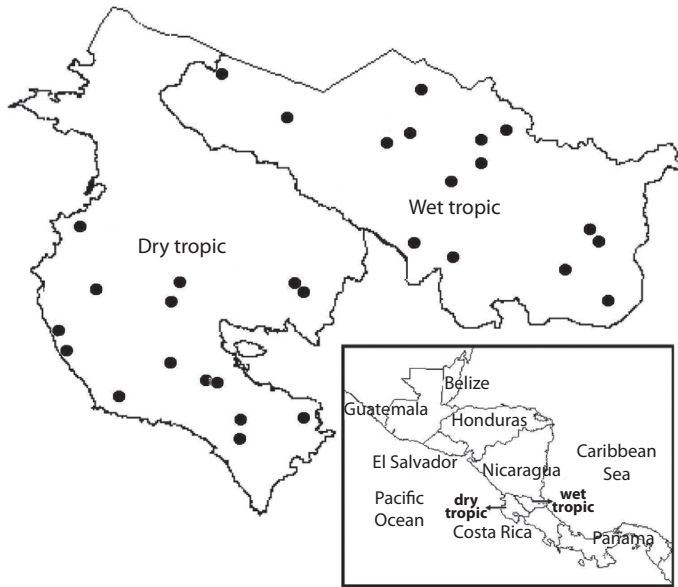 Wet tropic
Dry tropic
Belize
Guatemala
Honduras
El Salvador
Nicaragua
Caribbean
Sea
Pacific
Ocean
dry
tropic
wet
tropic
Costa Rica
Panama